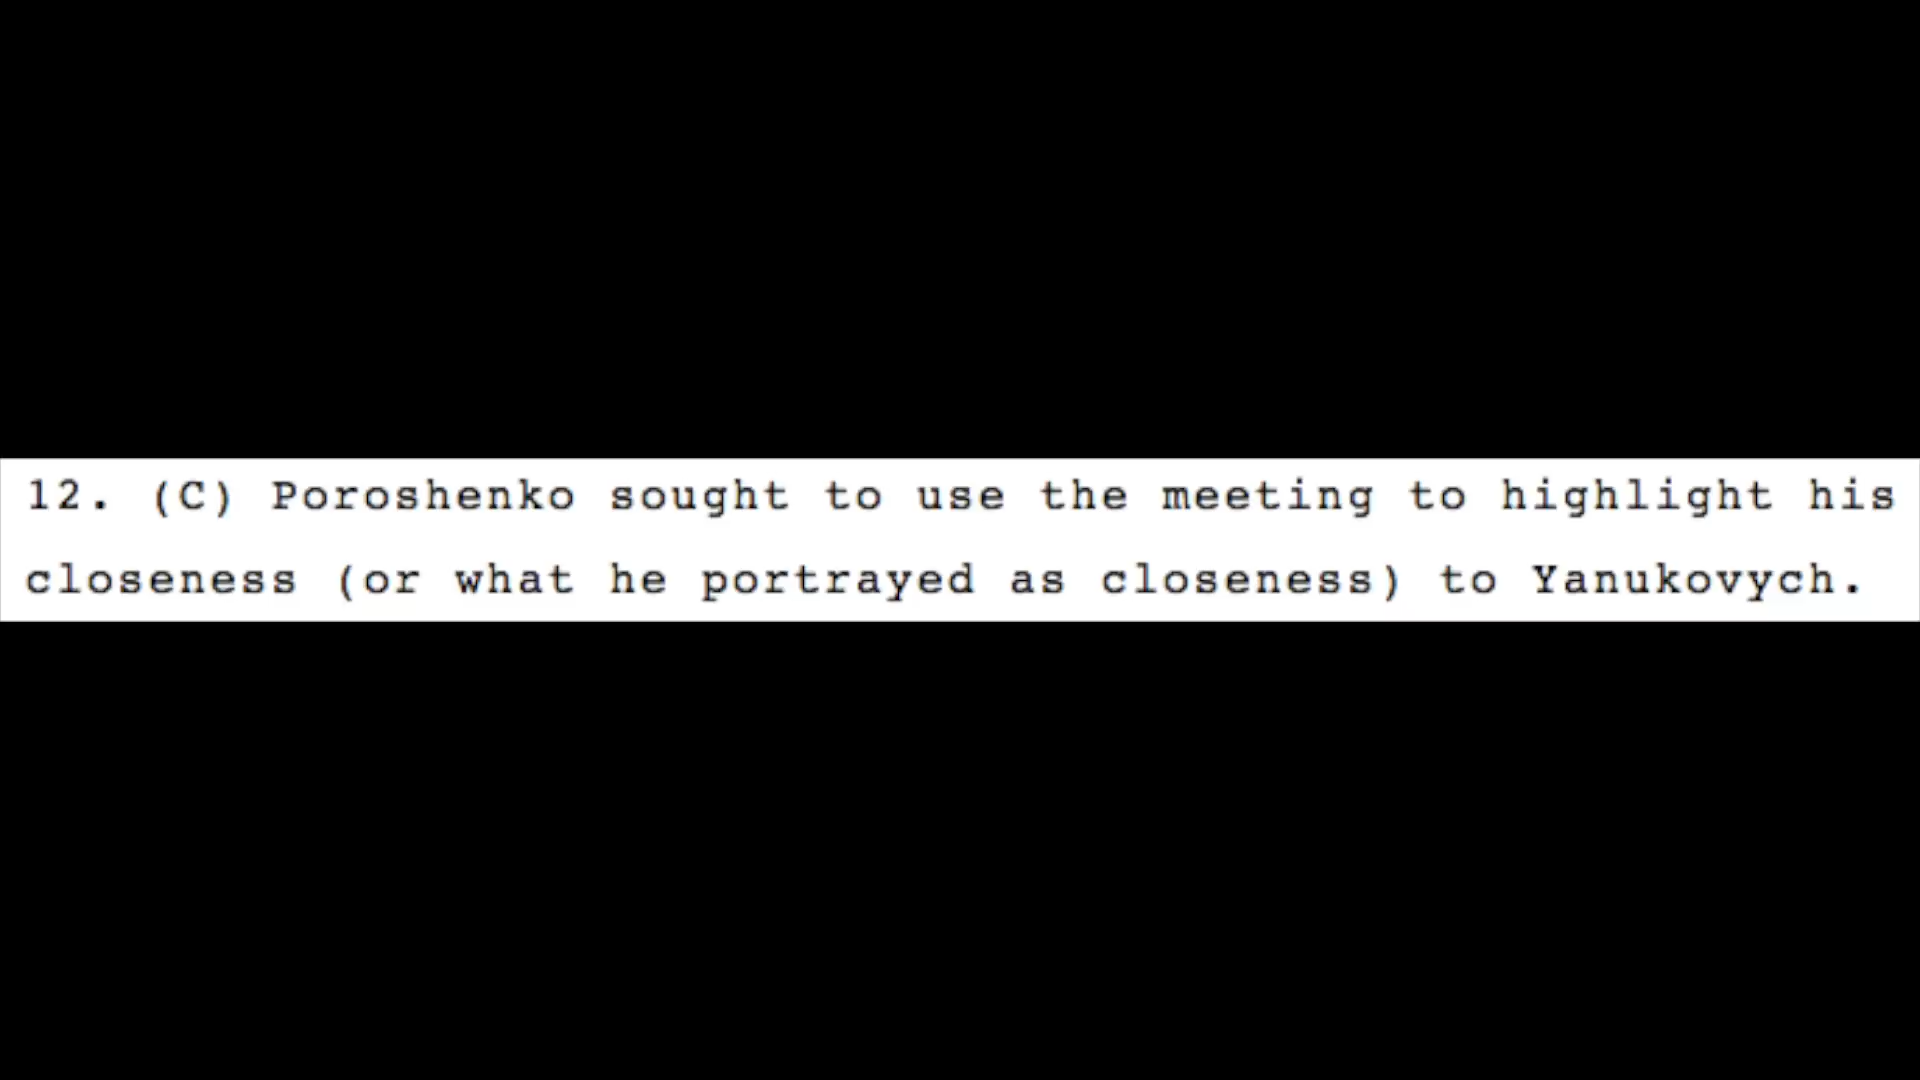 12. (C) Poroshenko sought to use the meeting to highlight his
closeness (or what he portrayed as closeness) to Yanukovych.